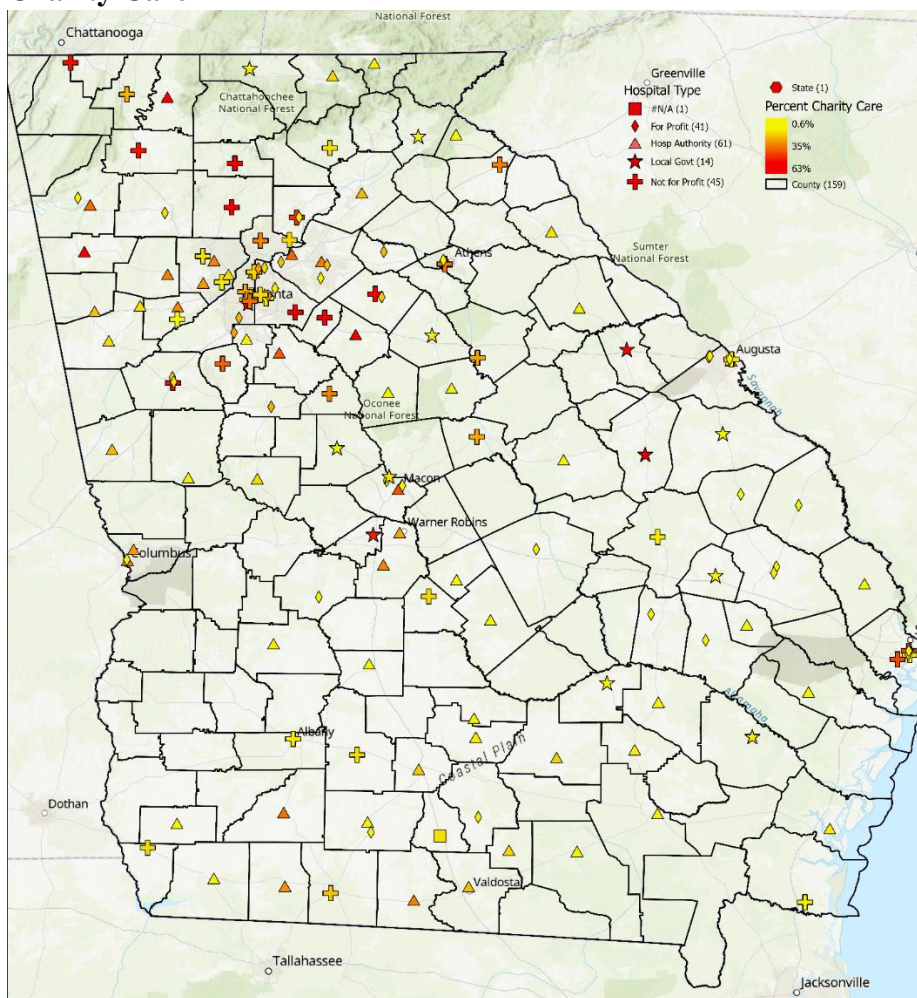 National Forest
Chattanooga
Greenville
Hospital Type
#N/A (1)
For Profit (41)
Hosp Authority (61)
Local Govt (14)
Not for Profit (45)
State (1)
Percent Charity Care
0.6%
35%
63%
County (159)
Chattahoochee
National Forest
Sumter
National Forest
Athens
Augusta
Savannah
Oconee
National Forest
Macon
Warner Robins
Columbus
Altamaha
Albany
Coastal Plain
Dothan
Valdosta
Tallahassee
Jacksonville